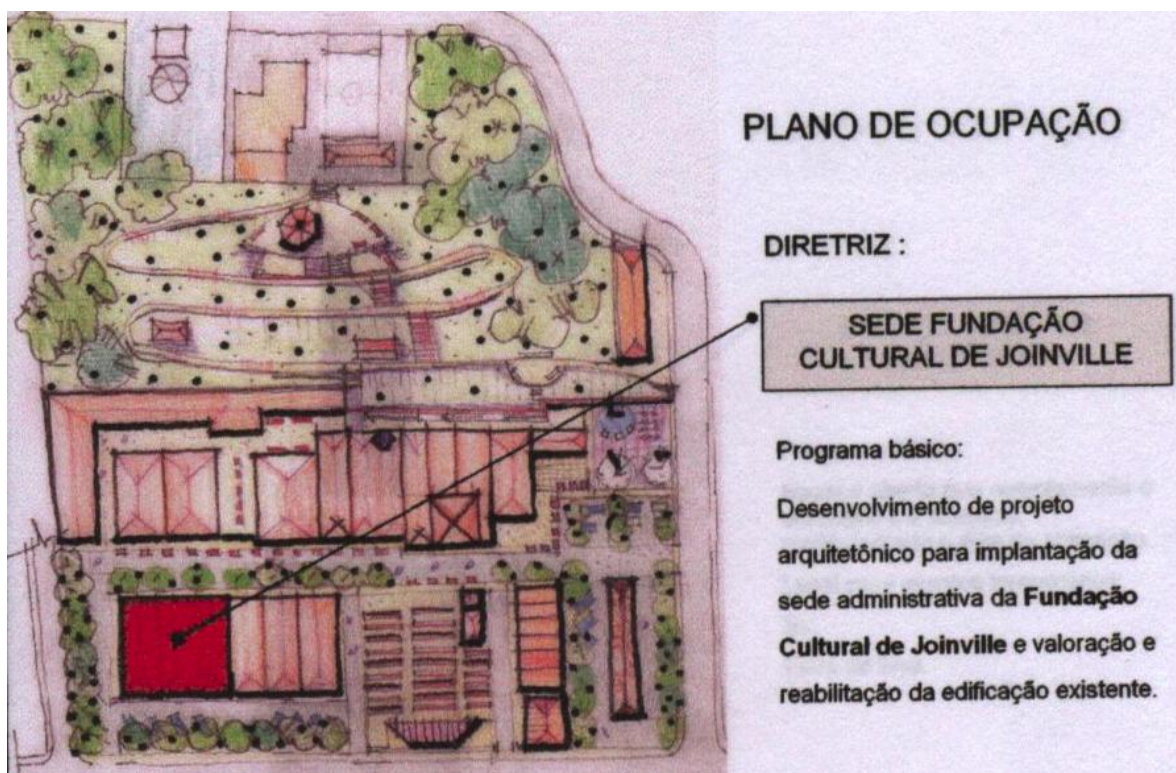 PLANO DE OCUPAÇÃO
DIRETRIZ :
SEDE FUNDAÇÃO
CULTURAL DE JOINVILLE
Programa básico:
Desenvolvimento de projeto
arquitetônico para implantação da
sede administrativa da Fundação
Cultural de Joinville e valoração e
reabilitação da edificação existente.